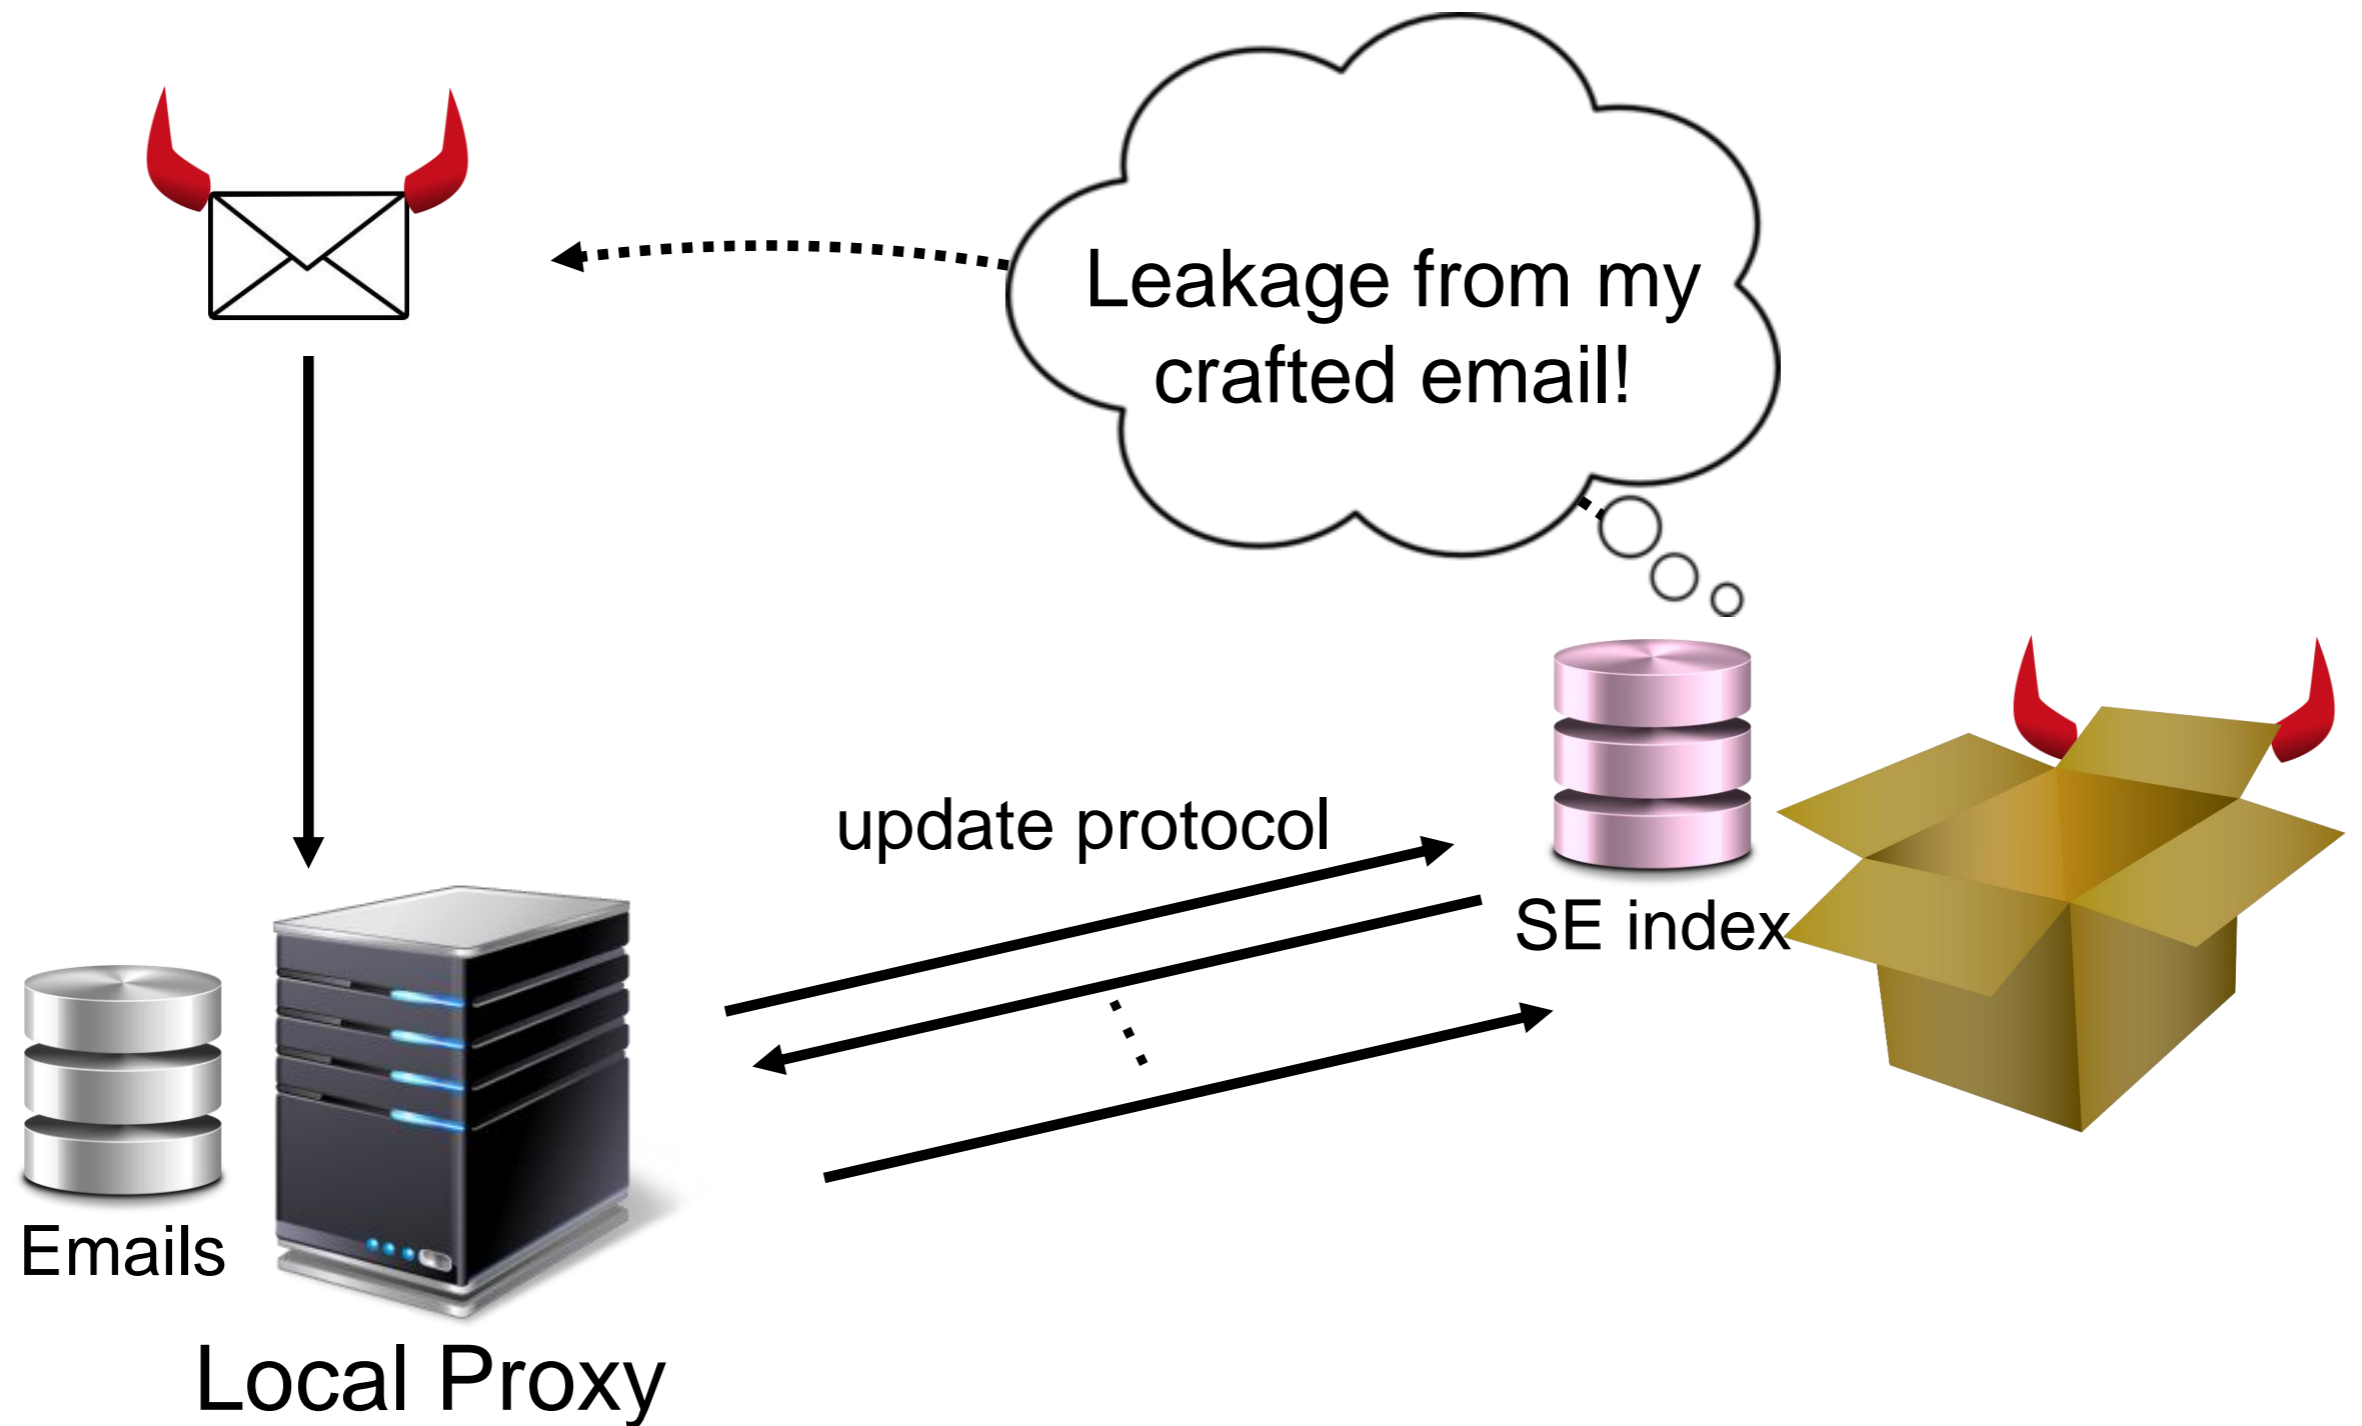 Leakage from my
crafted email!
update protocol
SE index
Emails
Local Proxy